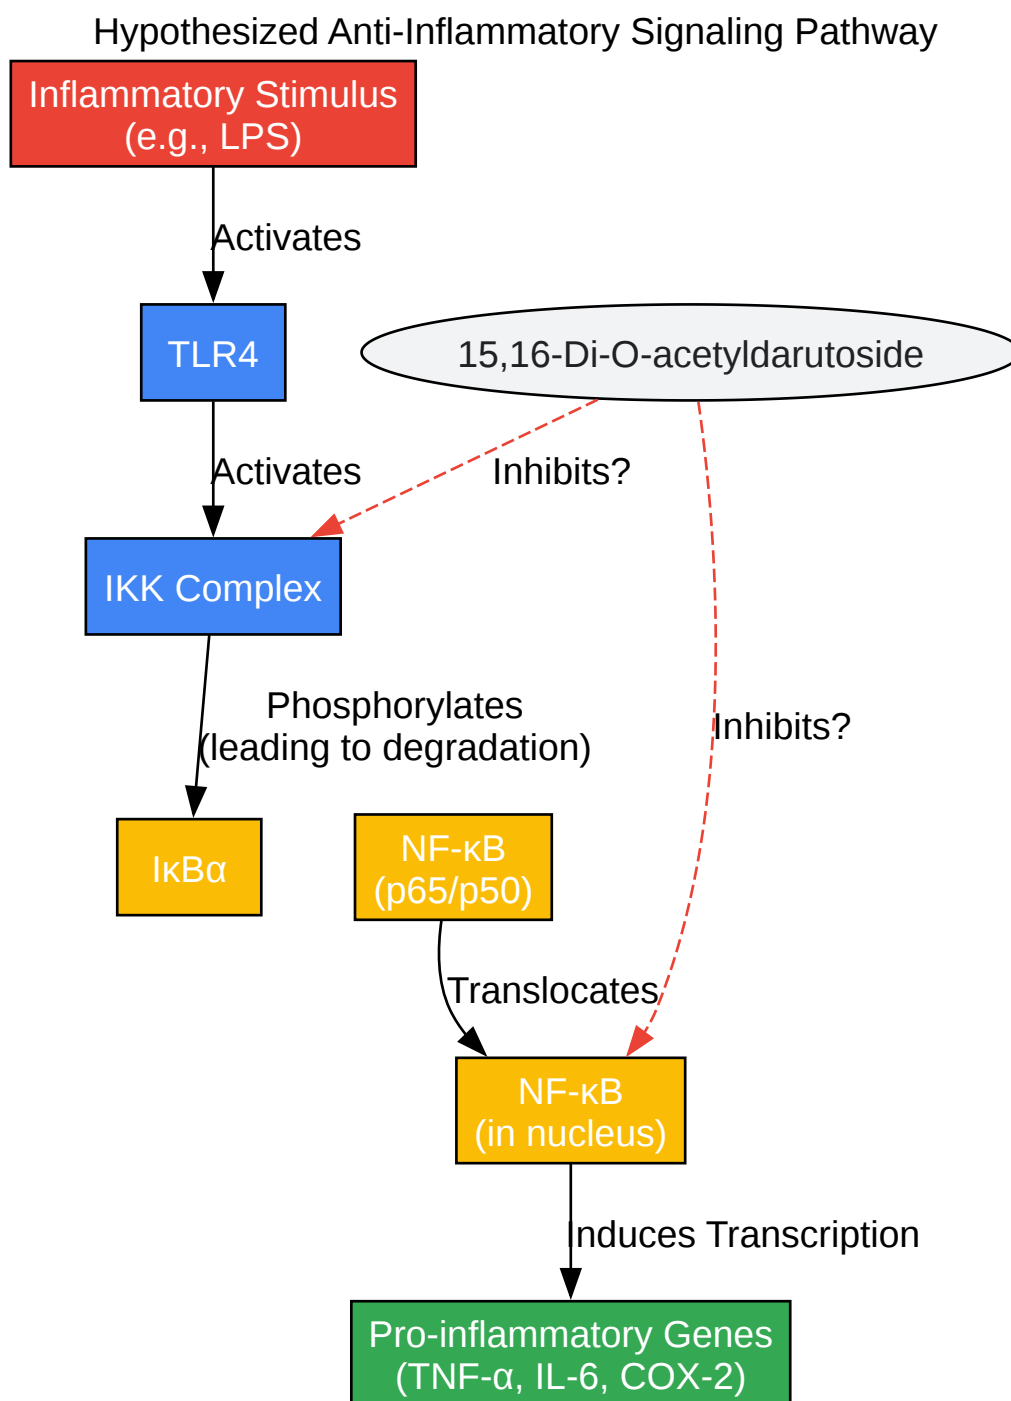 Hypothesized Anti-Inflammatory Signaling Pathway
Inflammatory Stimulus
(e.g., LPS)
Activates
TLR4
15,16-Di-O-acetyldarutoside
Activates
Inhibits?
IKK Complex
Phosphorylates
(leading to degradation)
Inhibits?
IκBα
NF-κB
(p65/p50)
Translocates
NF-κB
(in nucleus)
Induces Transcription
Pro-inflammatory Genes
(TNF-α, IL-6, COX-2)